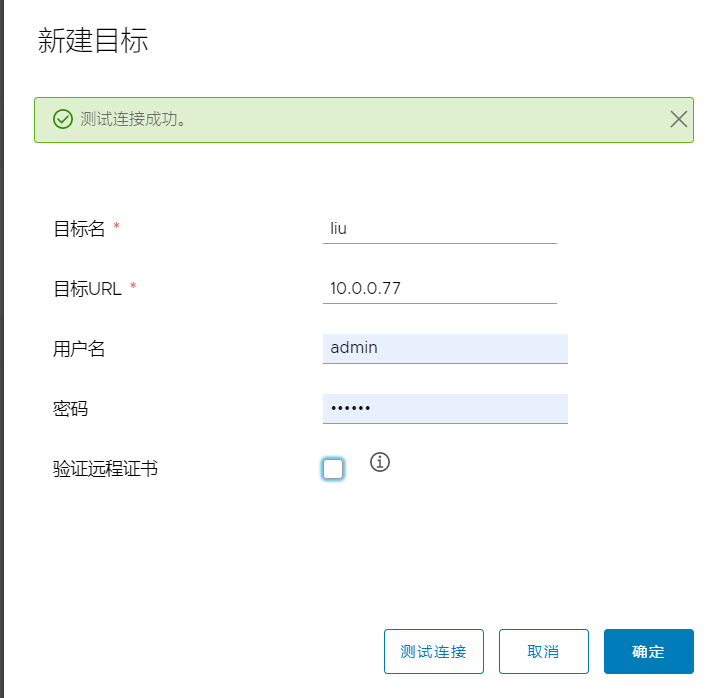 新建目标
测试连接成功。
目标名 *
liu
目标URL *
10.0.0.77
用户名
admin
密码
••••••
验证远程证书
测试连接
取消
确定